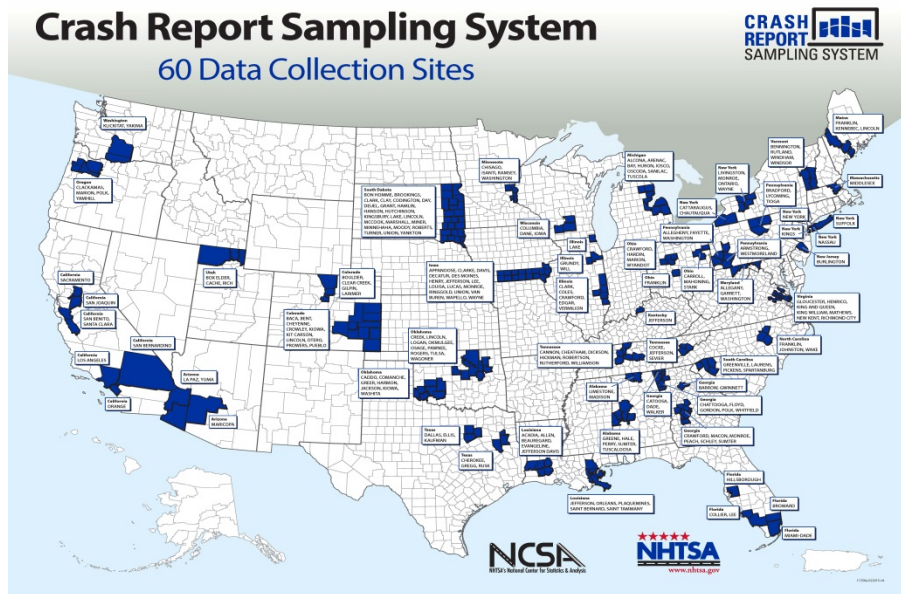 Crash Report Sampling System
60 Data Collection Sites
CRASH
REPORT
SAMPLING SYSTEM
Washington
KLICKITAT, YAKIMA
Oregon
CLACKAMAS,
MARION, POLK,
YAMHILL
California
SACRAMENTO
California
SAN JOAQUIN
California
SAN BENITO,
SANTA CLARA
California
SAN BERNARDINO
California
LOS ANGELES
California
ORANGE
Arizona
LA PAZ, YUMA
Arizona
MARICOPA
Utah
BOX ELDER,
CACHE, RICH
Colorado
BOULDER,
CLEAR CREEK,
GILPIN,
LARIMER
Colorado
BACA, BENT,
CHEYENNE,
CROWLEY, KIOWA,
KIT CARSON,
LINCOLN, OTERO,
PROWERS, PUEBLO
South Dakota
BON HOMME, BROOKINGS,
CLARK, CLAY, CODINGTON, DAY,
DEUEL, GRANT, HAMLIN,
HANSON, HUTCHINSON,
KINGSBURY, LAKE, LINCOLN,
MCCOOK, MARSHALL, MINER,
MINNEHAHA, MOODY, ROBERTS,
TURNER, UNION, YANKTON
Minnesota
CHISAGO,
ISANTI, RAMSEY,
WASHINGTON
Wisconsin
COLUMBIA,
DANE, IOWA
Iowa
APPANOOSE, CLARKE, DAVIS,
DECATUR, DES MOINES,
HENRY, JEFFERSON, LEE,
LOUISA, LUCAS, MONROE,
RINGGOLD, UNION, VAN
BUREN, WAPELLO, WAYNE
Illinois
LAKE
Illinois
GRUNDY,
WILL
Illinois
CLARK,
COLES,
CRAWFORD,
EDGAR,
VERMILION
Michigan
ALCONA, ARENAC,
BAY, HURON, IOSCO,
OSCODA, SANILAC,
TUSCOLA
Ohio
CRAWFORD,
HARDIN,
MARION,
WYANDOT
Ohio
FRANKLIN
Ohio
CARROLL,
MAHONING,
STARK
Kentucky
JEFFERSON
New York
CATTARAUGUS,
CHAUTAUQUA
New York
LIVINGSTON,
MONROE,
ONTARIO,
WAYNE
Pennsylvania
ALLEGHENY, FAYETTE,
WASHINGTON
Pennsylvania
BRADFORD,
LYCOMING,
TIOGA
Pennsylvania
ARMSTRONG,
WESTMORELAND
Vermont
BENNINGTON,
RUTLAND,
WINDHAM,
WINDSOR
Maine
FRANKLIN,
KENNEBEC, LINCOLN
Massachusetts
MIDDLESEX
New York
NEW YORK
New York
KINGS
New York
SUFFOLK
New York
NASSAU
New Jersey
BURLINGTON
Maryland
ALLEGANY,
GARRETT,
WASHINGTON
Virginia
GLOUCESTER, HENRICO,
KING AND QUEEN,
KING WILLIAM, MATHEWS,
NEW KENT, RICHMOND CITY
North Carolina
FRANKLIN,
JOHNSTON, WAKE
South Carolina
GREENVILLE, LAURENS,
PICKENS, SPARTANBURG
Tennessee
CANNON, CHEATHAM, DICKSON,
HICKMAN, ROBERTSON,
RUTHERFORD, WILLIAMSON
Tennessee
COCKE,
JEFFERSON,
SEVIER
Georgia
BARROW, GWINNETT
Georgia
CATOOSA,
DADE,
WALKER
Georgia
CHATTOOGA, FLOYD,
GORDON, POLK, WHITFIELD
Georgia
CRAWFORD, MACON, MONROE,
PEACH, SCHLEY, SUMTER
Alabama
LIMESTONE,
MADISON
Alabama
GREENE, HALE,
PERRY, SUMTER,
TUSCALOOSA
Oklahoma
CREEK, LINCOLN,
LOGAN, OKMULGEE,
OSAGE, PAWNEE,
ROGERS, TULSA,
WAGONER
Oklahoma
CADDO, COMANCHE,
GREER, HARMON,
JACKSON, KIOWA,
WASHITA
Texas
DALLAS, ELLIS,
KAUFMAN
Texas
CHEROKEE,
GREGG, RUSK
Louisiana
ACADIA, ALLEN,
BEAUREGARD,
EVANGELINE,
JEFFERSON DAVIS
Louisiana
JEFFERSON, ORLEANS, PLAQUEMINES,
SAINT BERNARD, SAINT TAMMANY
Florida
HILLSBOROUGH
Florida
BROWARD
Florida
COLLIER, LEE
Florida
MIAMI-DADE
NCSA
NHTSA's National Center for Statistics & Analysis
NHTSA
www.nhtsa.gov